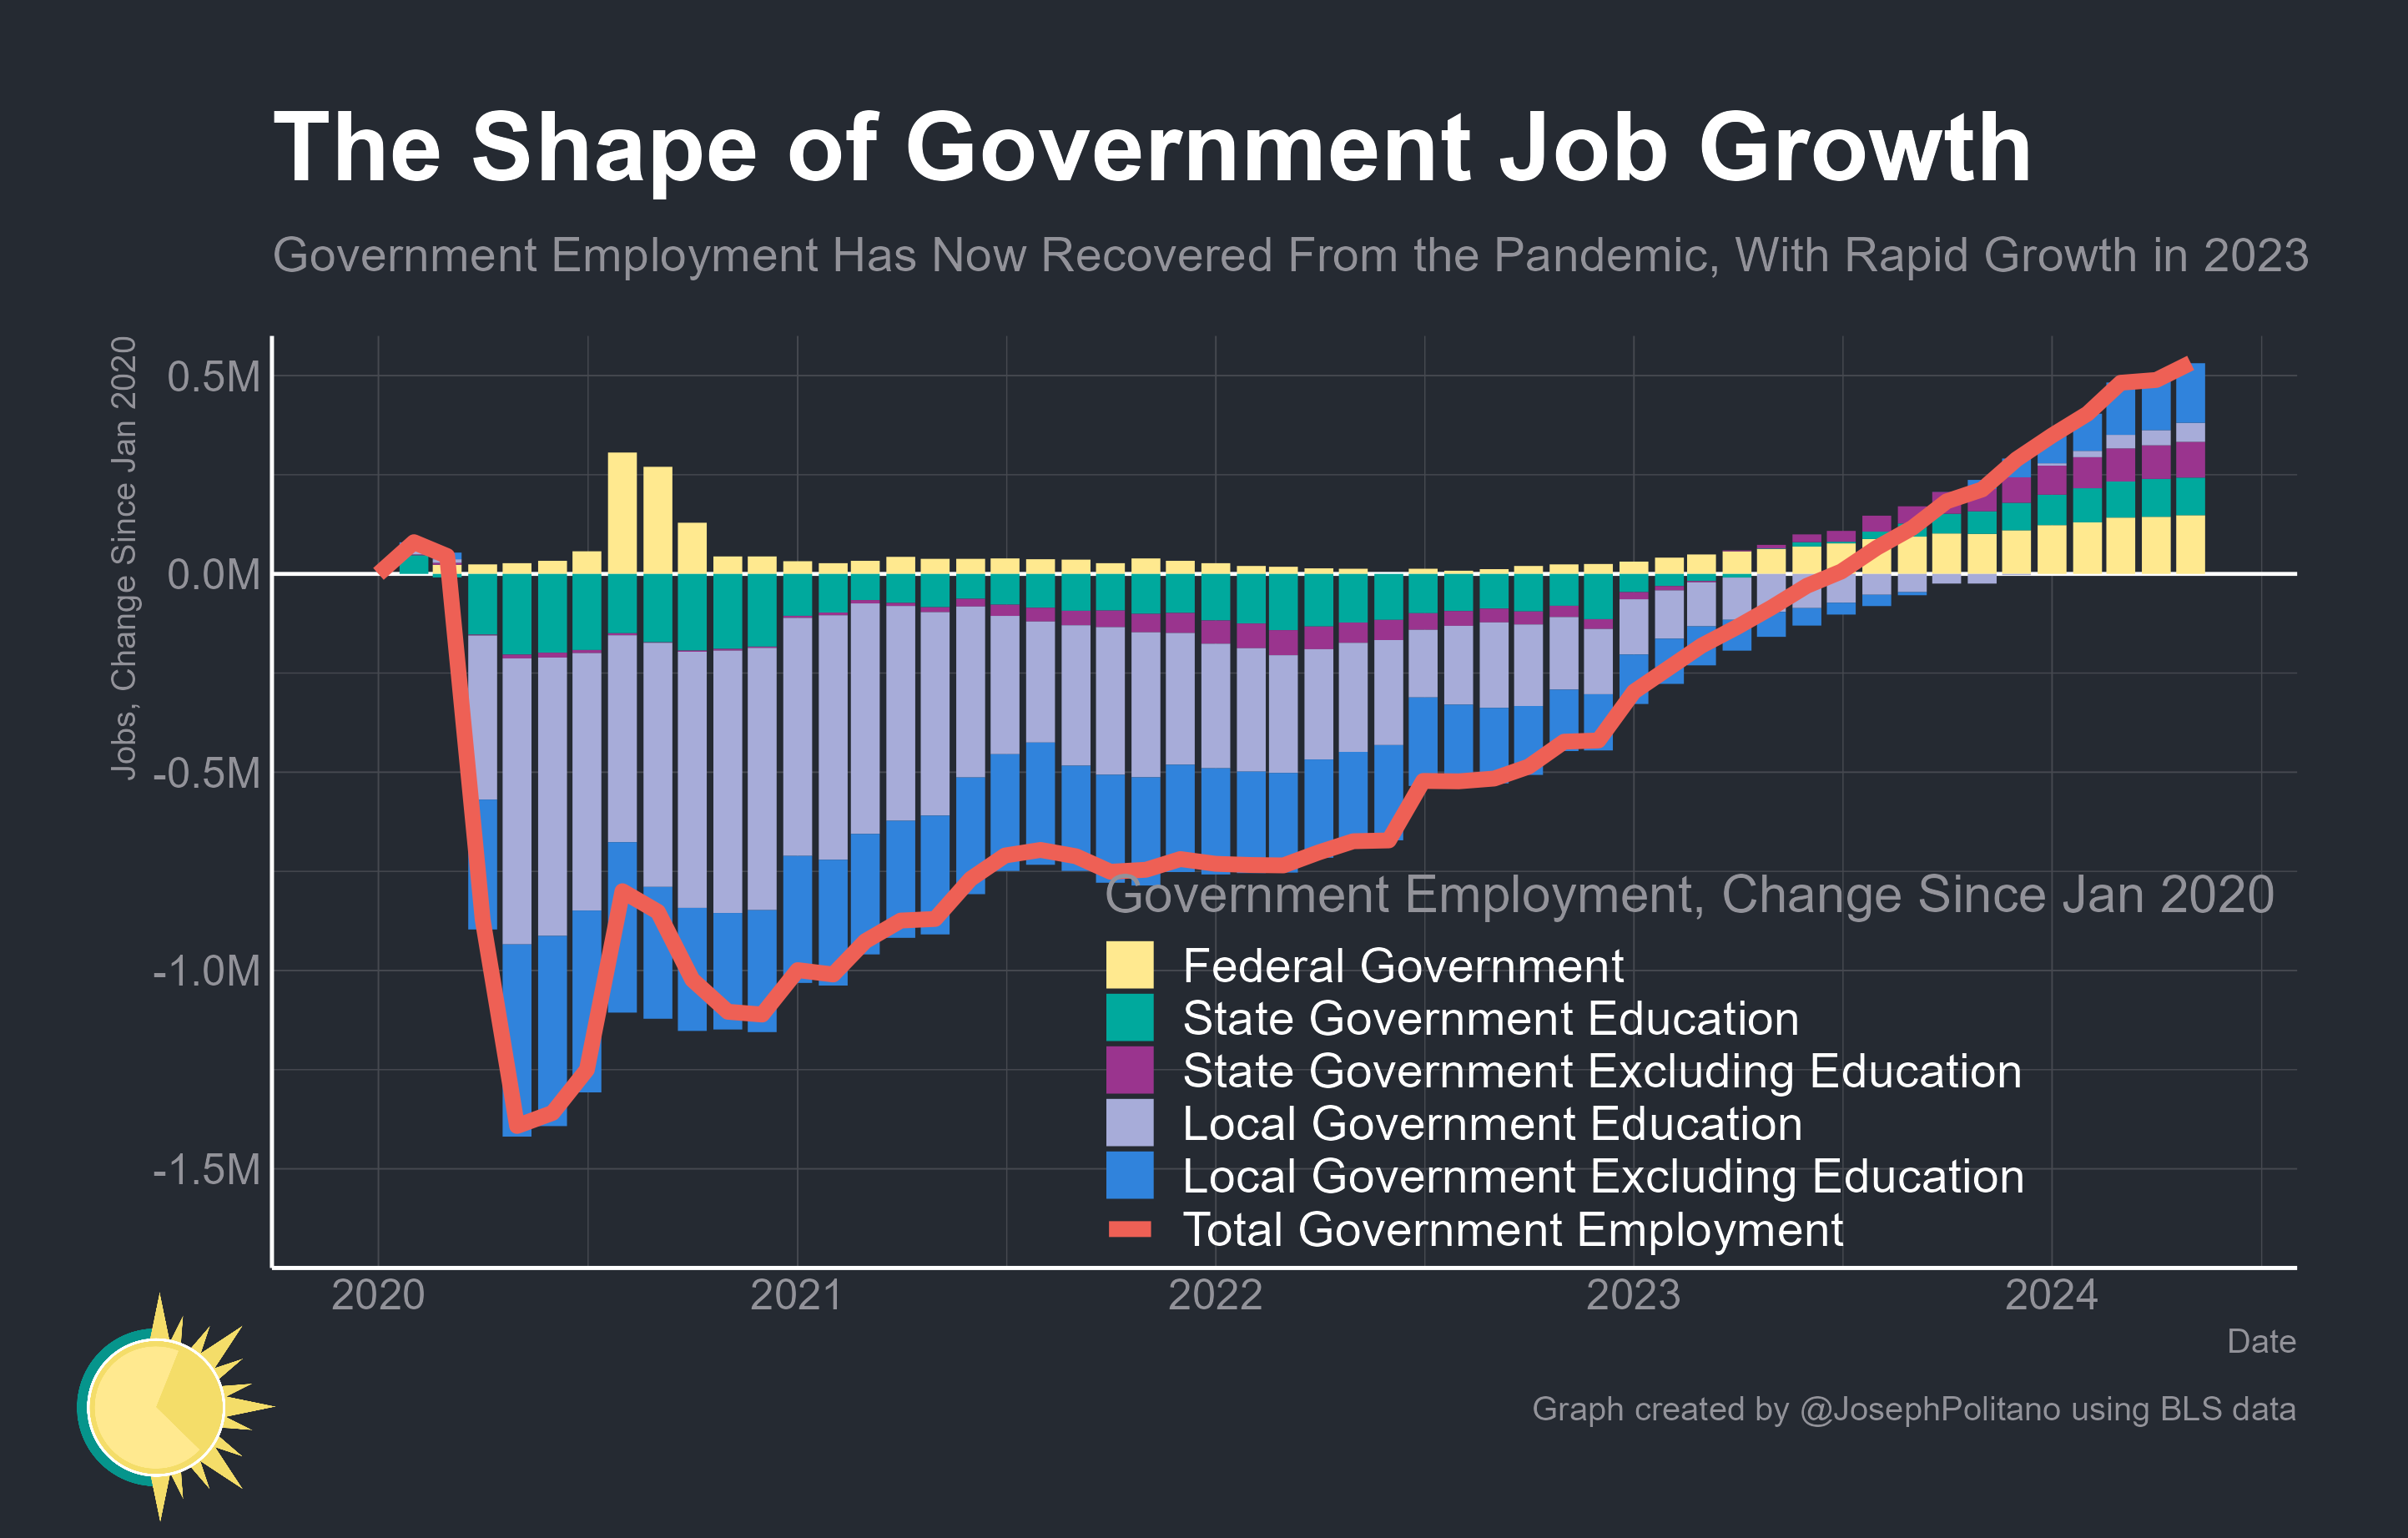 The Shape of Government Job Growth
Government Employment Has Now Recovered From the Pandemic, With Rapid Growth in 2023
Jobs, Change Since Jan 2020
0.5M
0.0M
-0.5M
-1.0M
-1.5M
Government Employment, Change Since Jan 2020
Federal Government
State Government Education
State Government Excluding Education
Local Government Education
Local Government Excluding Education
Total Government Employment
2020 2021 2022 2023 2024
Date
Graph created by @JosephPolitano using BLS data